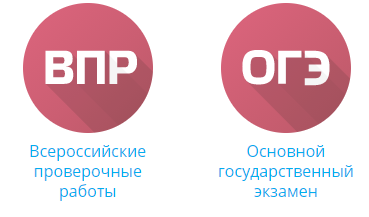 ВПР
Всероссийские
проверочные
работы
ОГЭ
Основной
государственный
экзамен